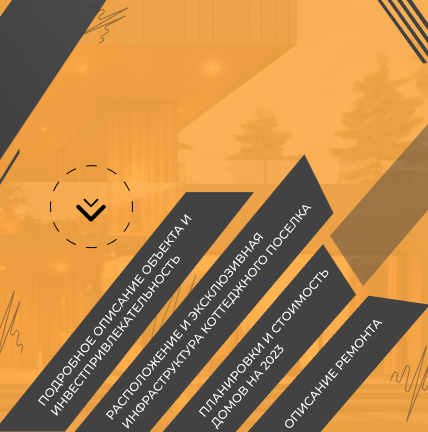 ПОДРОБНОЕ ОПИСАНИЕ ОБЪЕКТА И
ИНВЕСТПРИВЛЕКАТЕЛЬНОСТЬ
РАСПОЛОЖЕНИЕ И ЭКСКЛЮЗИВНАЯ
ИНФРАСТРУКТУРА КОТТЕДЖНОГО ПОСЕЛКА
ПЛАНИРОВКИ И СТОИМОСТЬ
ДОМОВ НА 2023
ОПИСАНИЕ РЕМОНТА